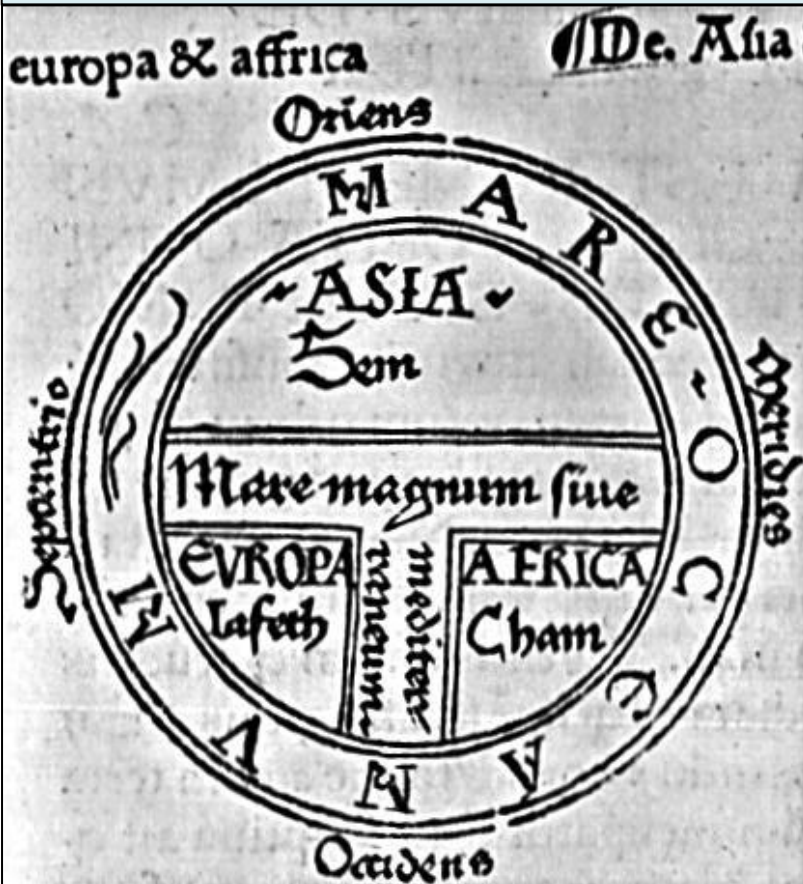 europa & affrica
De. Asia
Oriens
MARE OCCEANVM
Septentrio
Meridies
ASIA
Sem
Mare magnum siue
mediterraneum
EVROPA
Iafeth
AFRICA
Cham
Occidens